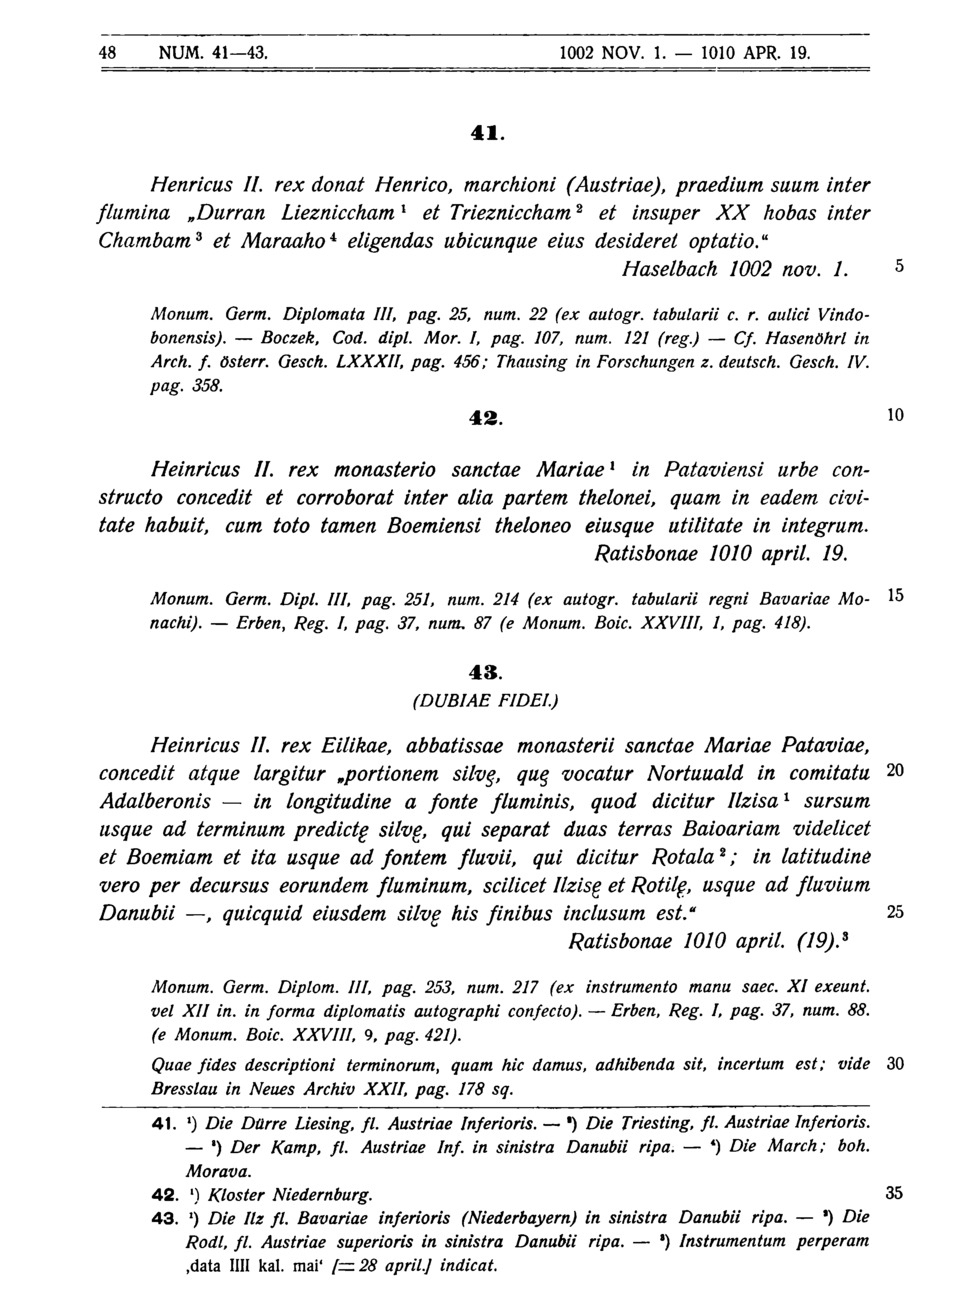 48 NUM. 41—43. 1002 NOV. 1. — 1010 APR. 19.
41.
Henricus II. rex donat Henrico, marchioni (Austriae), praedium suum inter
flumina „Durran Liezniccham ¹ et Triezniccham ² et insuper XX hobas inter
Chambam ³ et Maraaho ⁴ eligendas ubicunque eius desideret optatio.“
Haselbach 1002 nov. 1. 5
Monum. Germ. Diplomata III, pag. 25, num. 22 (ex autogr. tabularii c. r. aulici Vindo-
bonensis). — Boczek, Cod. dipl. Mor. I, pag. 107, num. 121 (reg.) — Cf. Hasenöhrl in
Arch. f. österr. Gesch. LXXXII, pag. 456; Thausing in Forschungen z. deutsch. Gesch. IV.
pag. 358.
42. 10
Heinricus II. rex monasterio sanctae Mariae ¹ in Pataviensi urbe con-
structo concedit et corroborat inter alia partem thelonei, quam in eadem civi-
tate habuit, cum toto tamen Boemiensi theloneo eiusque utilitate in integrum.
Ratisbonae 1010 april. 19.
Monum. Germ. Dipl. III, pag. 251, num. 214 (ex autogr. tabularii regni Bavariae Mo- 15
nachi). — Erben, Reg. I, pag. 37, num. 87 (e Monum. Boic. XXVIII, 1, pag. 418).
43.
(DUBIAE FIDEI.)
Heinricus II. rex Eilikae, abbatissae monasterii sanctae Mariae Pataviae,
concedit atque largitur „portionem silvę, quę vocatur Nortuuald in comitatu 20
Adalberonis — in longitudine a fonte fluminis, quod dicitur Ilzisa ¹ sursum
usque ad terminum predictę silvę, qui separat duas terras Baioariam videlicet
et Boemiam et ita usque ad fontem fluvii, qui dicitur Rotala ²; in latitudine
vero per decursus eorundem fluminum, scilicet Ilzisę et Rotilę, usque ad fluvium
Danubii —, quicquid eiusdem silvę his finibus inclusum est.“ 25
Ratisbonae 1010 april. (19).³
Monum. Germ. Diplom. III, pag. 253, num. 217 (ex instrumento manu saec. XI exeunt.
vel XII in. in forma diplomatis autographi confecto). — Erben, Reg. I, pag. 37, num. 88.
(e Monum. Boic. XXVIII, 9, pag. 421).
Quae fides descriptioni terminorum, quam hic damus, adhibenda sit, incertum est; vide 30
Bresslau in Neues Archiv XXII, pag. 178 sq.
41. ¹) Die Dürre Liesing, fl. Austriae Inferioris. — ²) Die Triesting, fl. Austriae Inferioris.
— ³) Der Kamp, fl. Austriae Inf. in sinistra Danubii ripa. — ⁴) Die March; boh.
Morava.
42. ¹) Kloster Niedernburg. 35
43. ¹) Die Ilz fl. Bavariae inferioris (Niederbayern) in sinistra Danubii ripa. — ²) Die
Rodl, fl. Austriae superioris in sinistra Danubii ripa. — ³) Instrumentum perperam
‚data IIII kal. mai‘ [= 28 april.] indicat.